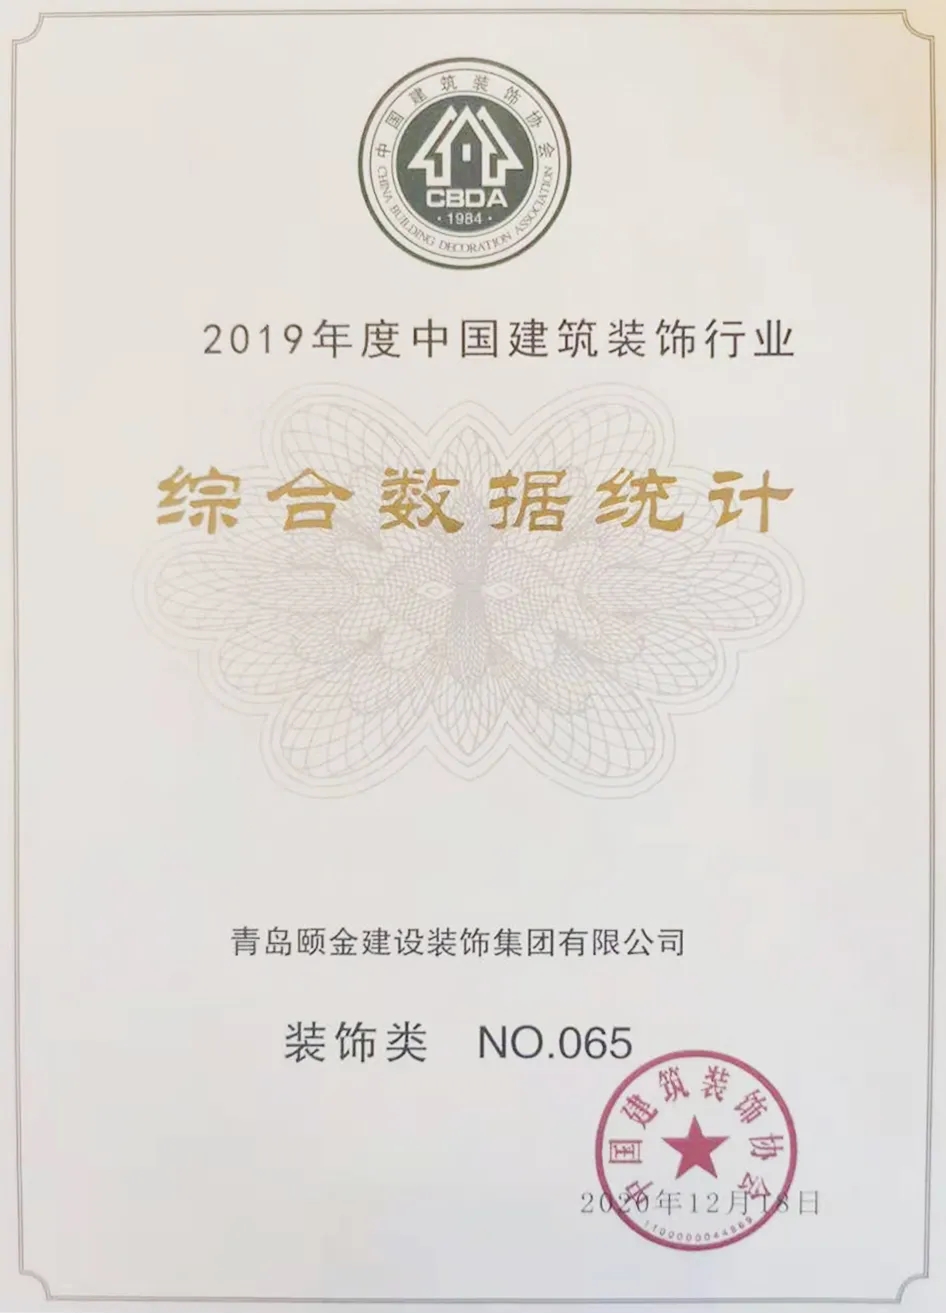 中国建筑装饰协会
CBDA
·1984·
CHINA BUILDING DECORATION ASSOCIATION
2019年度中国建筑装饰行业
综合数据统计
青岛颐金建设装饰集团有限公司
装饰类 NO.065
中国建筑装饰协会
2020年12月18日